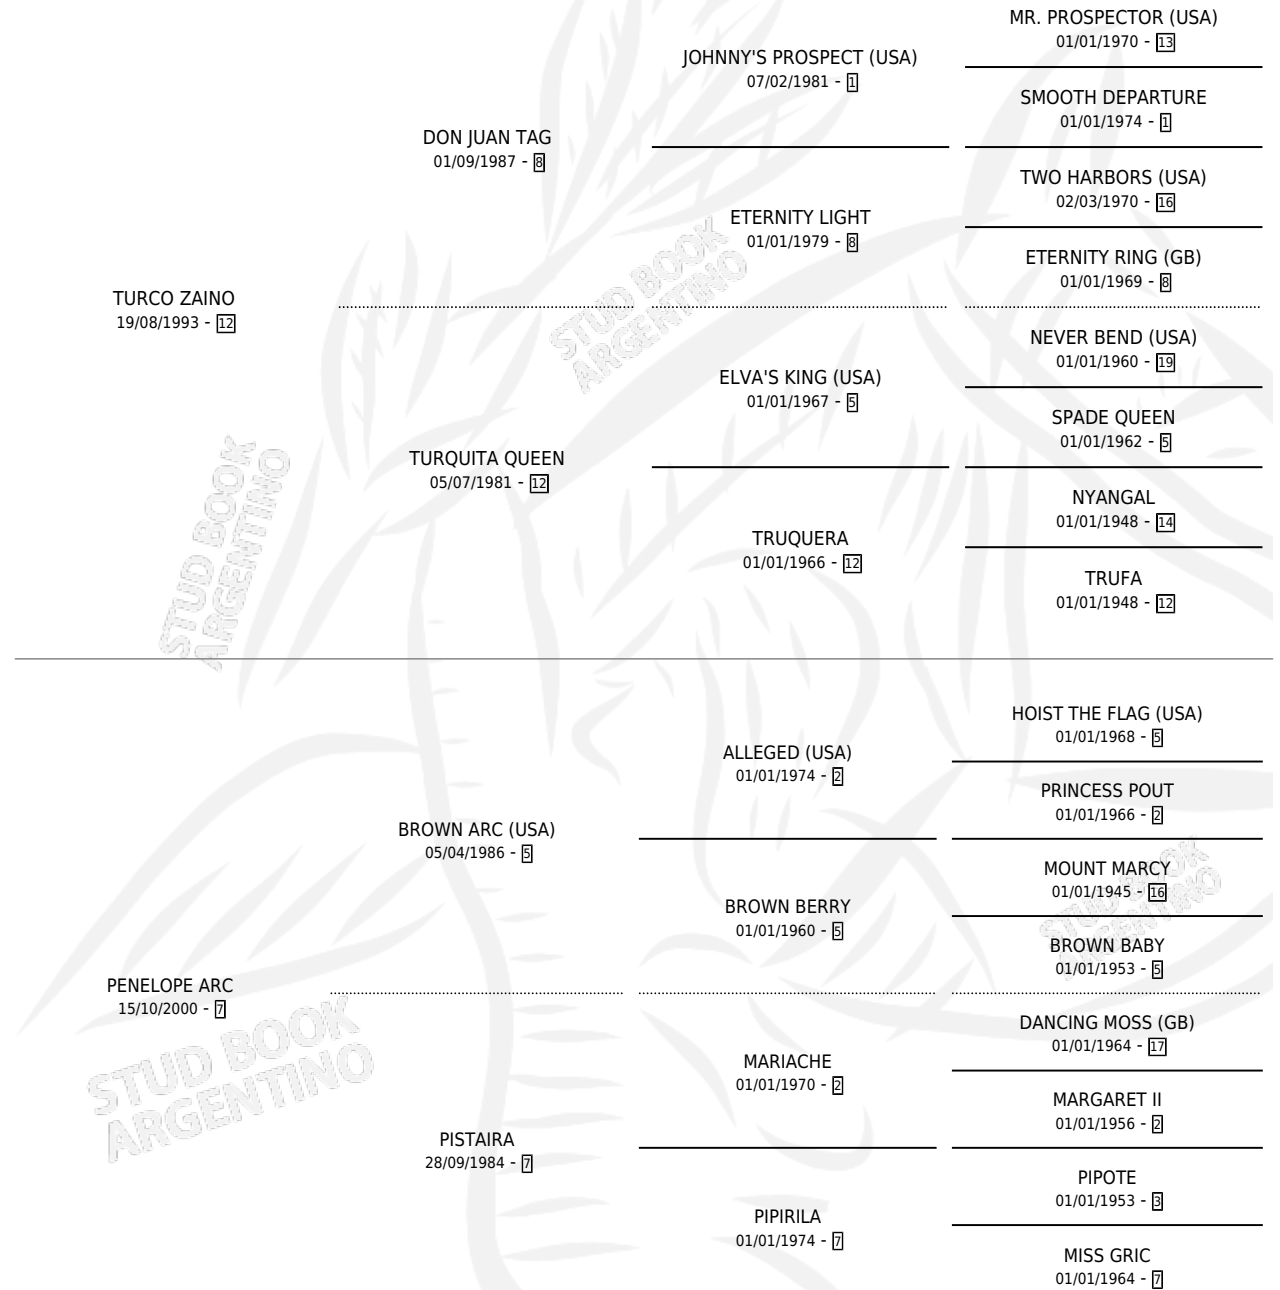 MR. PROSPECTOR (USA)
01/01/1970 - 13
JOHNNY'S PROSPECT (USA)
07/02/1981 - 1
SMOOTH DEPARTURE
01/01/1974 - 1
DON JUAN TAG
01/09/1987 - 8
TWO HARBORS (USA)
02/03/1970 - 16
ETERNITY LIGHT
01/01/1979 - 8
ETERNITY RING (GB)
01/01/1969 - 8
TURCO ZAINO
19/08/1993 - 12
STUD BOOK
ARGENTINO
NEVER BEND (USA)
01/01/1960 - 19
ELVA'S KING (USA)
01/01/1967 - 5
SPADE QUEEN
01/01/1962 - 5
TURQUITA QUEEN
05/07/1981 - 12
NYANGAL
01/01/1948 - 14
TRUQUERA
01/01/1966 - 12
TRUFA
01/01/1948 - 12
STUD BOOK
ARGENTINO
HOIST THE FLAG (USA)
01/01/1968 - 5
ALLEGED (USA)
01/01/1974 - 2
PRINCESS POUT
01/01/1966 - 2
BROWN ARC (USA)
05/04/1986 - 5
MOUNT MARCY
01/01/1945 - 16
BROWN BERRY
01/01/1960 - 5
STUD BOOK
ARGENTINO
BROWN BABY
01/01/1953 - 5
PENELOPE ARC
15/10/2000 - 7
STUD BOOK
ARGENTINO
DANCING MOSS (GB)
01/01/1964 - 17
MARIACHE
01/01/1970 - 2
MARGARET II
01/01/1956 - 2
PISTAIRA
28/09/1984 - 7
PIPOTE
01/01/1953 - 3
PIPIRILA
01/01/1974 - 7
MISS GRIC
01/01/1964 - 7